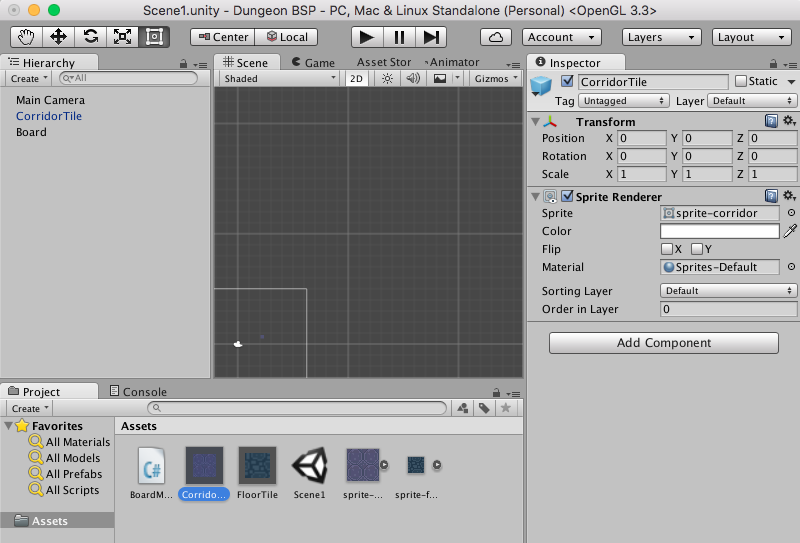 Scene1.unity - Dungeon BSP - PC, Mac & Linux Standalone (Personal) <OpenGL 3.3>
Center Local Account Layers Layout
Hierarchy
Create All
Main Camera
CorridorTile
Board
Scene Game Asset Stor Animator
Shaded 2D Gizmos
Inspector
CorridorTile Static
Tag Untagged Layer Default
Transform
Position X 0 Y 0 Z 0
Rotation X 0 Y 0 Z 0
Scale X 1 Y 1 Z 1
Sprite Renderer
Sprite sprite-corridor
Color
Flip X Y
Material Sprites-Default
Sorting Layer Default
Order in Layer 0
Add Component
Project Console
Create
Favorites
All Materials
All Models
All Prefabs
All Scripts
Assets
Assets
C#
BoardM... Corrido... FloorTile Scene1 sprite-... sprite-f...